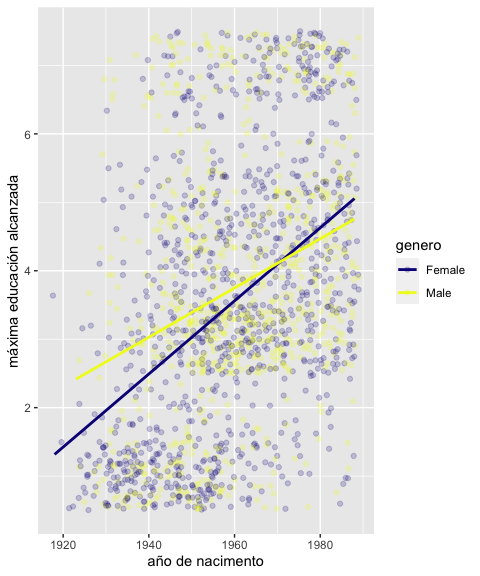 6
4
2
1920
1940
1960
1980
año de nacimento
máxima educación alcanzada
genero
Female
Male